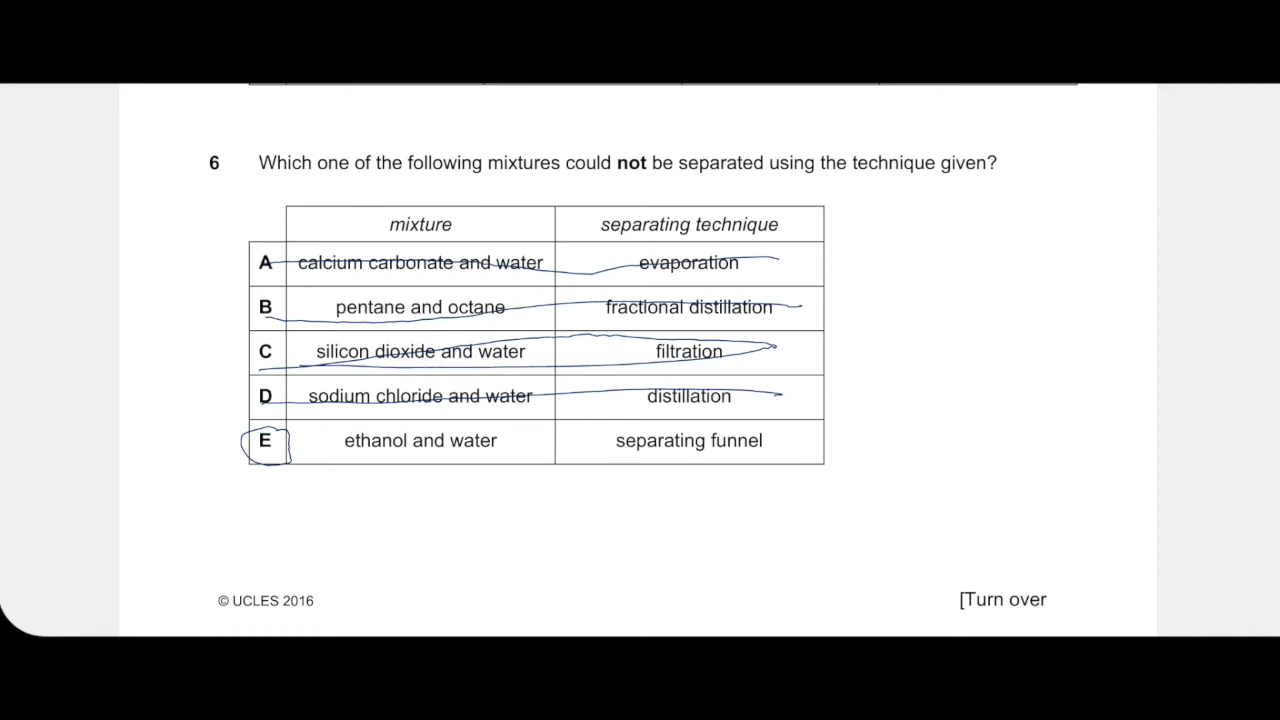 6 Which one of the following mixtures could not be separated using the technique given?
mixture separating technique
A calcium carbonate and water evaporation
B pentane and octane fractional distillation
C silicon dioxide and water filtration
D sodium chloride and water distillation
E ethanol and water separating funnel
© UCLES 2016 [Turn over